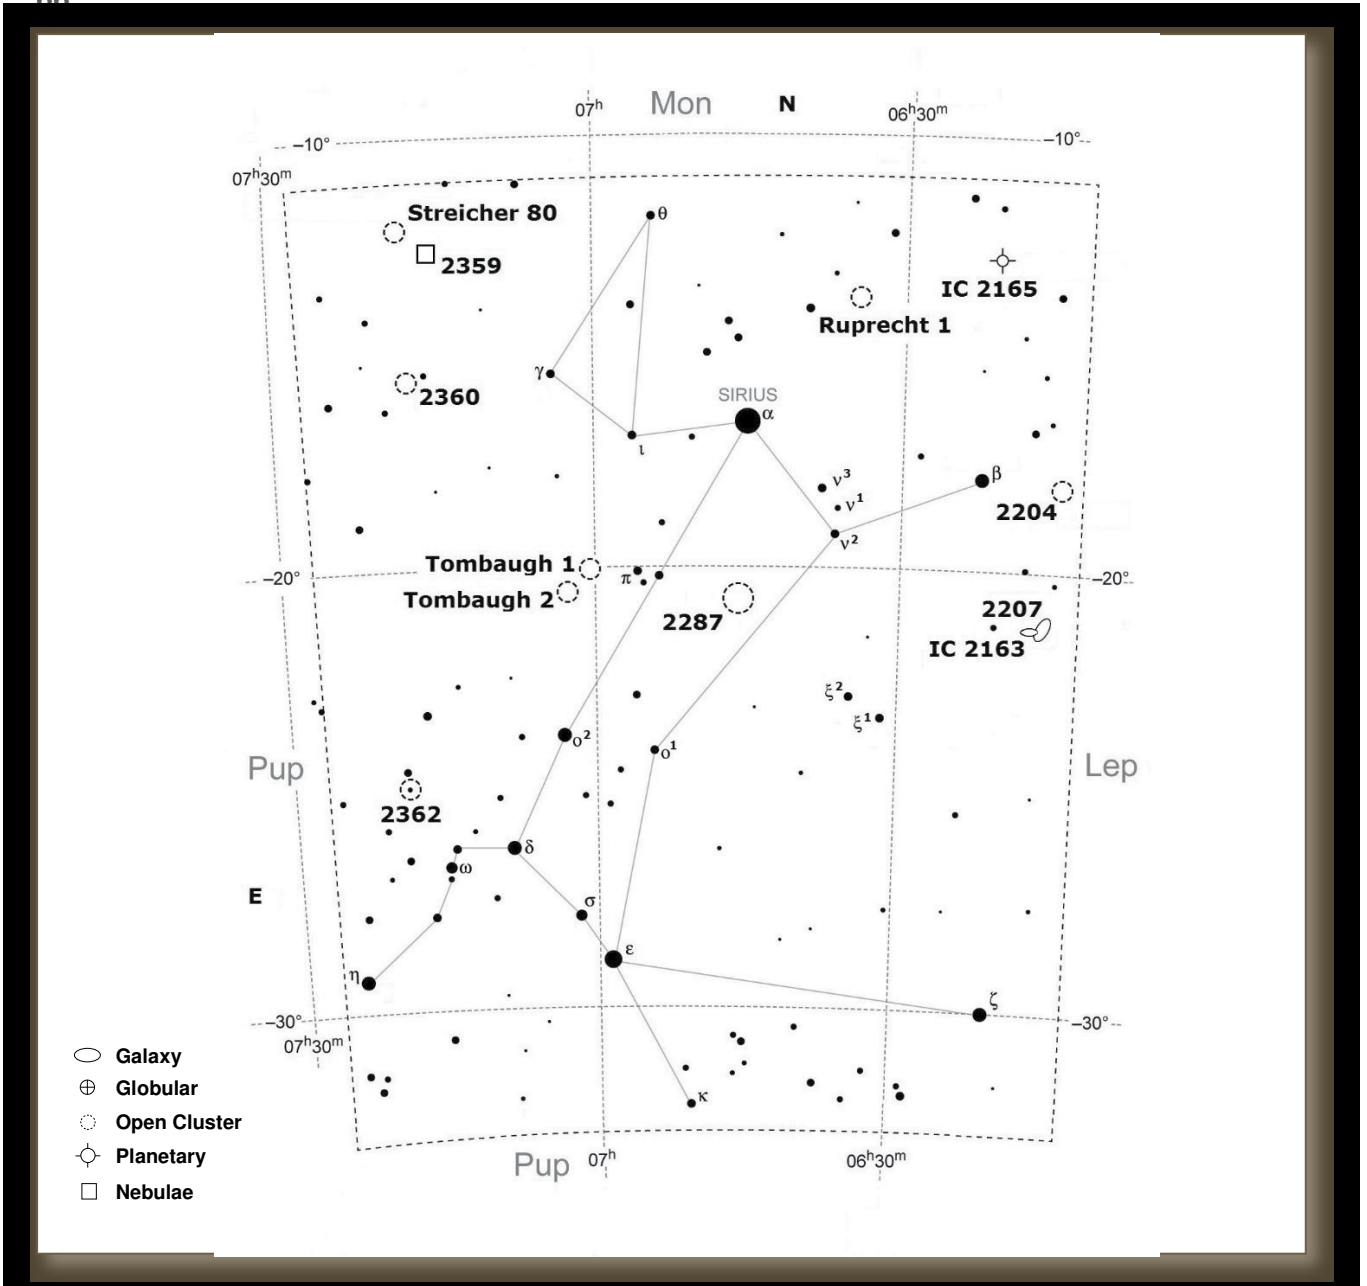 07ʰ
Mon
N
06ʰ30ᵐ
–10°
–10°
07ʰ30ᵐ
Streicher 80
θ
2359
IC 2165
Ruprecht 1
γ
2360
SIRIUS
α
ι
ν³
β
ν¹
2204
ν²
Tombaugh 1
–20°
π
–20°
Tombaugh 2
2287
2207
IC 2163
ξ²
ξ¹
ο²
ο¹
Pup
Lep
2362
δ
ω
E
σ
ε
η
ζ
–30°
–30°
07ʰ30ᵐ
Galaxy
Globular
κ
Open Cluster
Planetary
Pup
07ʰ
06ʰ30ᵐ
Nebulae